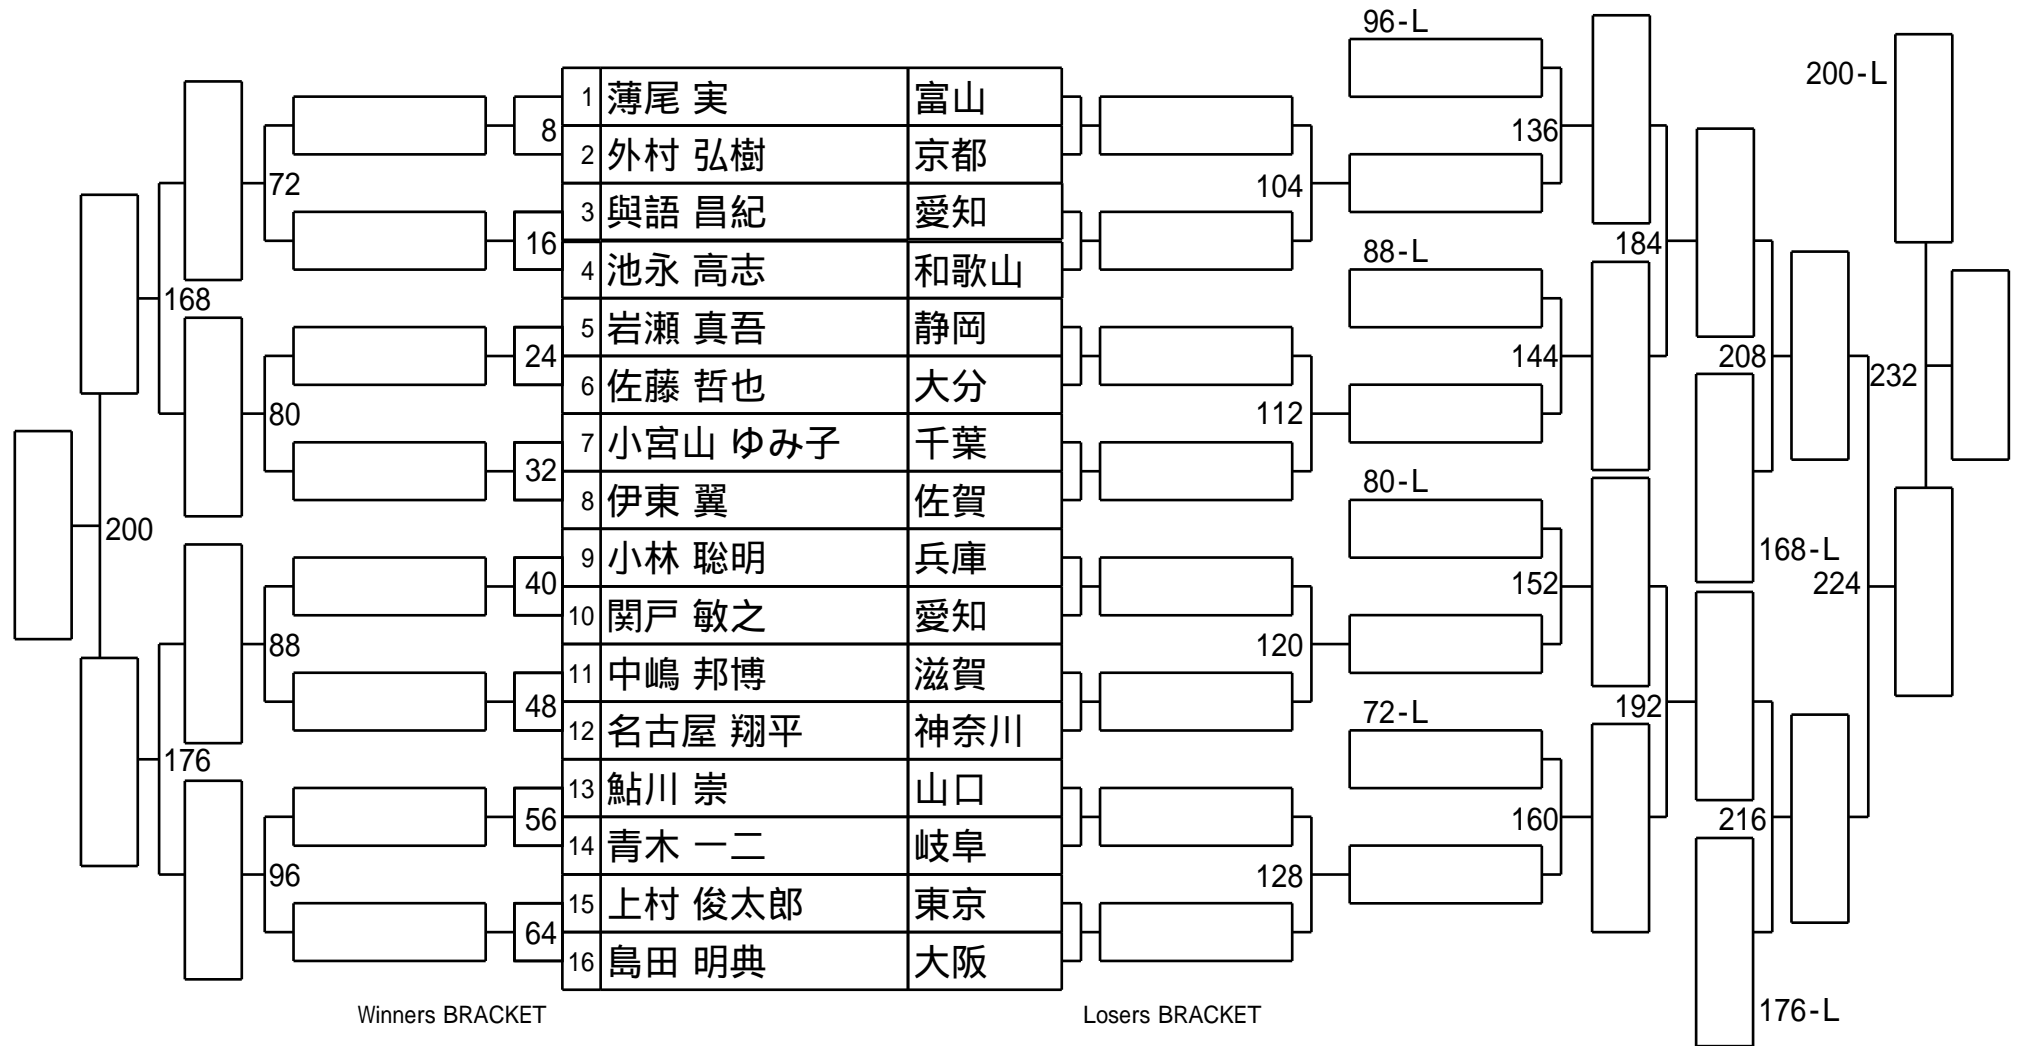 96-L
200-L
1 薄尾 実 富山
8
136
2 外村 弘樹 京都
72
104
3 與語 昌紀 愛知
16
184
88-L
4 池永 高志 和歌山
168
5 岩瀬 真吾 静岡
24
144
208
232
6 佐藤 哲也 大分
80
112
7 小宮山 ゆみ子 千葉
32
80-L
8 伊東 翼 佐賀
200
9 小林 聡明 兵庫
168-L
40
152
224
10 関戸 敏之 愛知
88
120
11 中嶋 邦博 滋賀
48
192
72-L
12 名古屋 翔平 神奈川
176
13 鮎川 崇 山口
56
160
216
14 青木 一二 岐阜
96
128
15 上村 俊太郎 東京
64
16 島田 明典 大阪
Winners BRACKET
Losers BRACKET
176-L